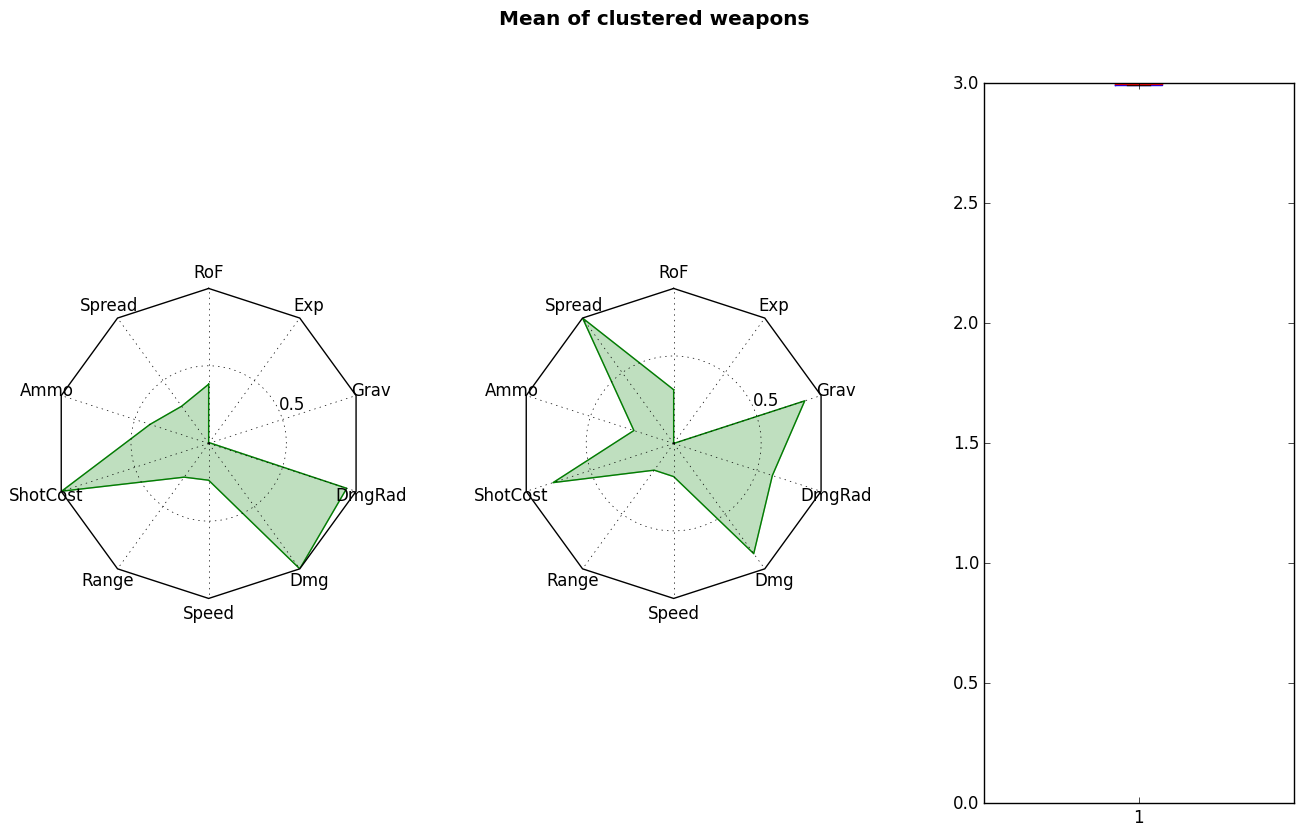 Mean of clustered weapons
RoF
Spread
Exp
Ammo
Grav
0.5
ShotCost
DmgRad
Range
Dmg
Speed
RoF
Spread
Exp
Ammo
Grav
0.5
ShotCost
DmgRad
Range
Dmg
Speed
3.0
2.5
2.0
1.5
1.0
0.5
0.0
1